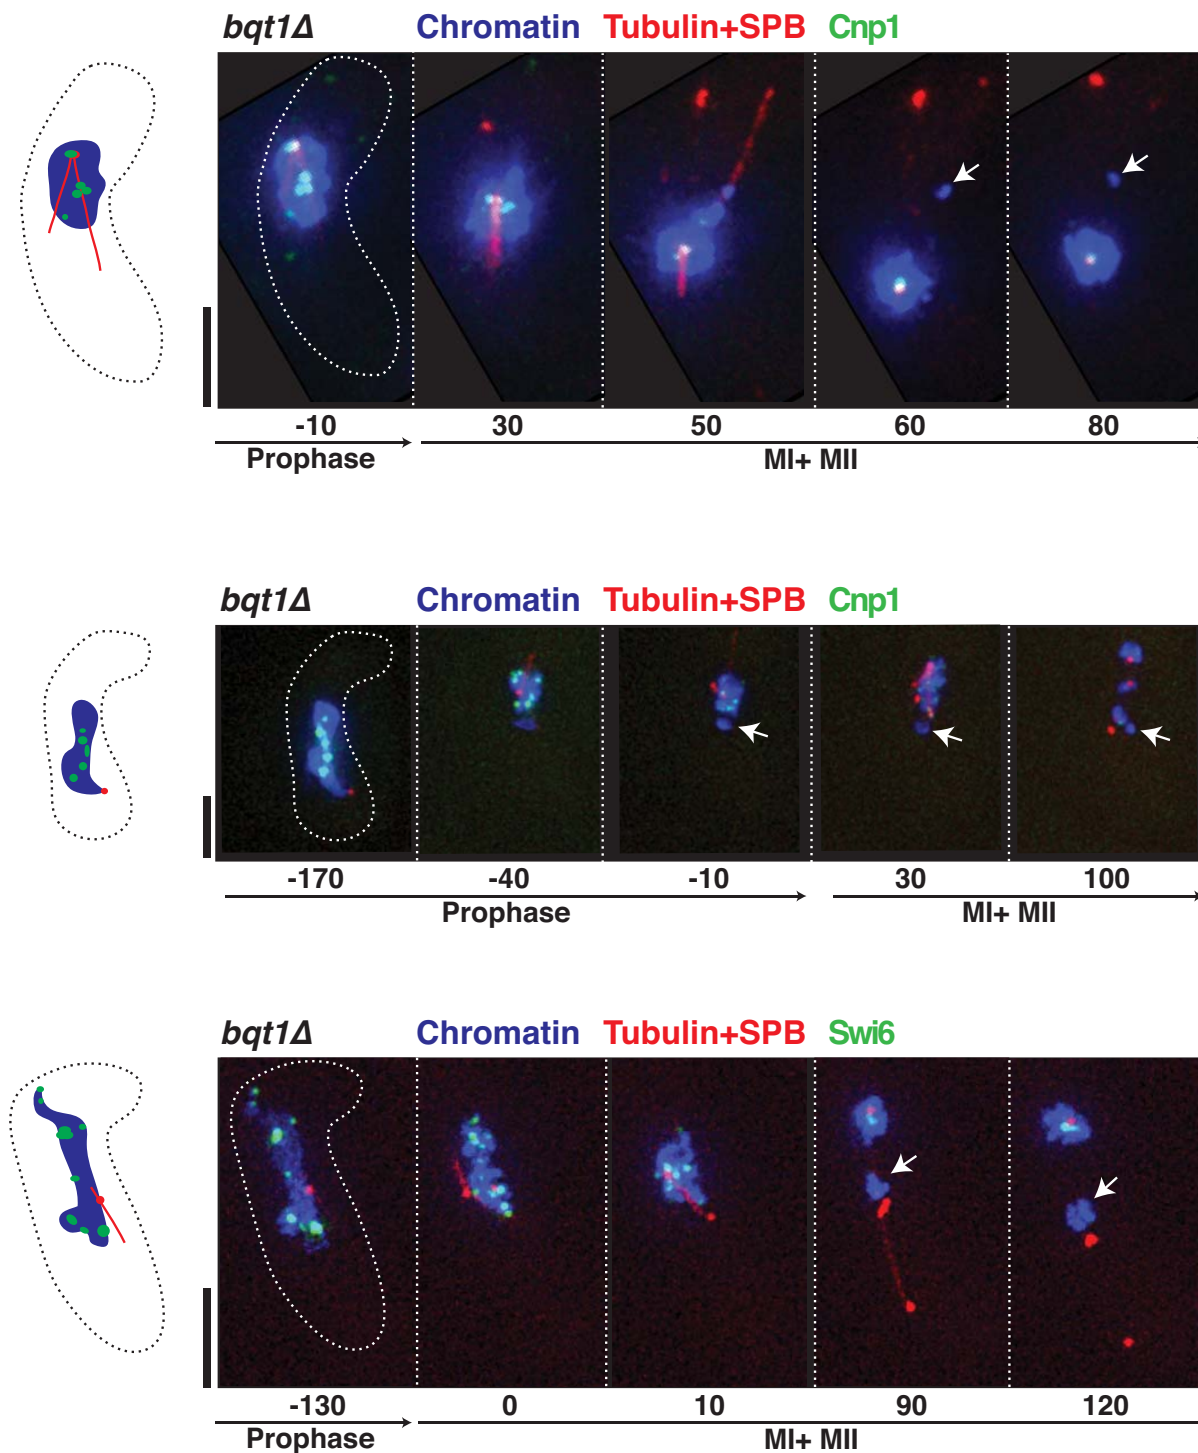 bqt1Δ Chromatin Tubulin+SPB Cnp1
-10 30 50 60 80
Prophase MI+ MII
bqt1Δ Chromatin Tubulin+SPB Cnp1
-170 -40 -10 30 100
Prophase MI+ MII
bqt1Δ Chromatin Tubulin+SPB Swi6
-130 0 10 90 120
Prophase MI+ MII